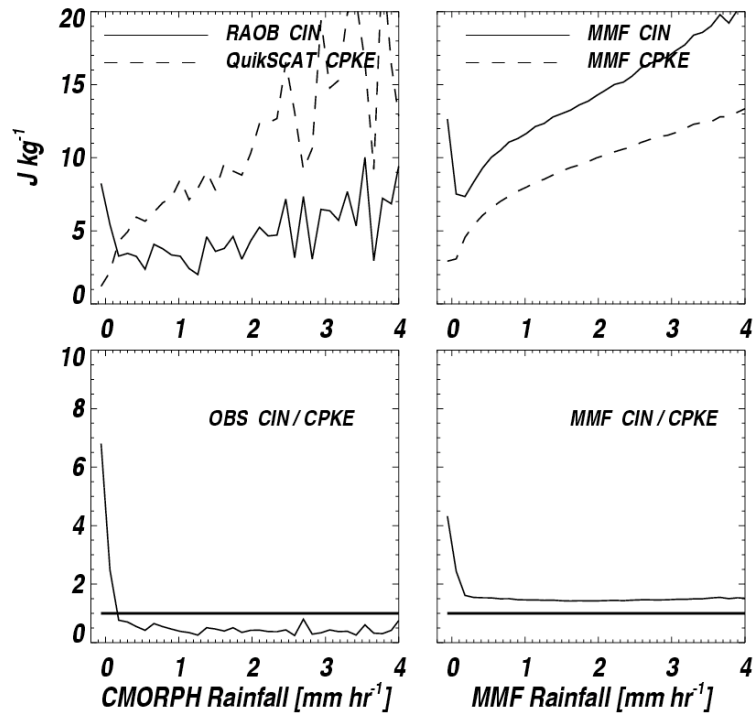 20
15
10
5
0
J kg-1
RAOB CIN
QuikSCAT CPKE
0 1 2 3 4
MMF CIN
MMF CPKE
0 1 2 3 4
10
8
6
4
2
0
OBS CIN / CPKE
0 1 2 3 4
CMORPH Rainfall [mm hr-1]
MMF CIN / CPKE
0 1 2 3 4
MMF Rainfall [mm hr-1]